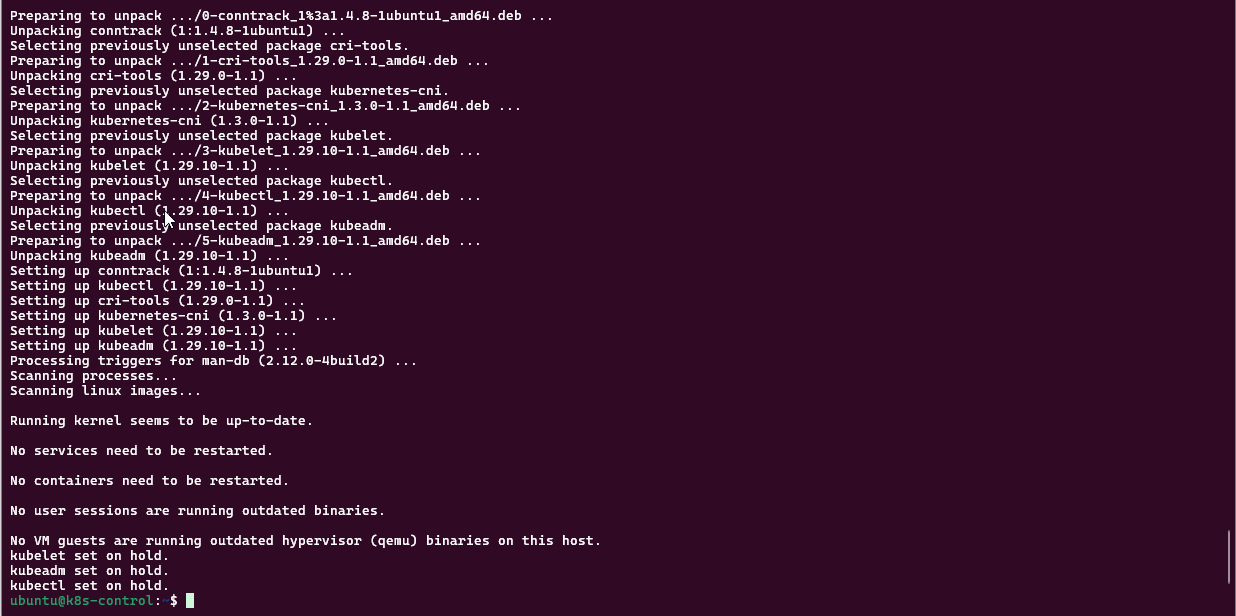 Preparing to unpack .../0-conntrack_1%3a1.4.8-1ubuntu1_amd64.deb ...
Unpacking conntrack (1:1.4.8-1ubuntu1) ...
Selecting previously unselected package cri-tools.
Preparing to unpack .../1-cri-tools_1.29.0-1.1_amd64.deb ...
Unpacking cri-tools (1.29.0-1.1) ...
Selecting previously unselected package kubernetes-cni.
Preparing to unpack .../2-kubernetes-cni_1.3.0-1.1_amd64.deb ...
Unpacking kubernetes-cni (1.3.0-1.1) ...
Selecting previously unselected package kubelet.
Preparing to unpack .../3-kubelet_1.29.10-1.1_amd64.deb ...
Unpacking kubelet (1.29.10-1.1) ...
Selecting previously unselected package kubectl.
Preparing to unpack .../4-kubectl_1.29.10-1.1_amd64.deb ...
Unpacking kubectl (1.29.10-1.1) ...
Selecting previously unselected package kubeadm.
Preparing to unpack .../5-kubeadm_1.29.10-1.1_amd64.deb ...
Unpacking kubeadm (1.29.10-1.1) ...
Setting up conntrack (1:1.4.8-1ubuntu1) ...
Setting up kubectl (1.29.10-1.1) ...
Setting up cri-tools (1.29.0-1.1) ...
Setting up kubernetes-cni (1.3.0-1.1) ...
Setting up kubelet (1.29.10-1.1) ...
Setting up kubeadm (1.29.10-1.1) ...
Processing triggers for man-db (2.12.0-4build2) ...
Scanning processes...
Scanning linux images...
Running kernel seems to be up-to-date.
No services need to be restarted.
No containers need to be restarted.
No user sessions are running outdated binaries.
No VM guests are running outdated hypervisor (qemu) binaries on this host.
kubelet set on hold.
kubeadm set on hold.
kubectl set on hold.
ubuntu@k8s-control:~$